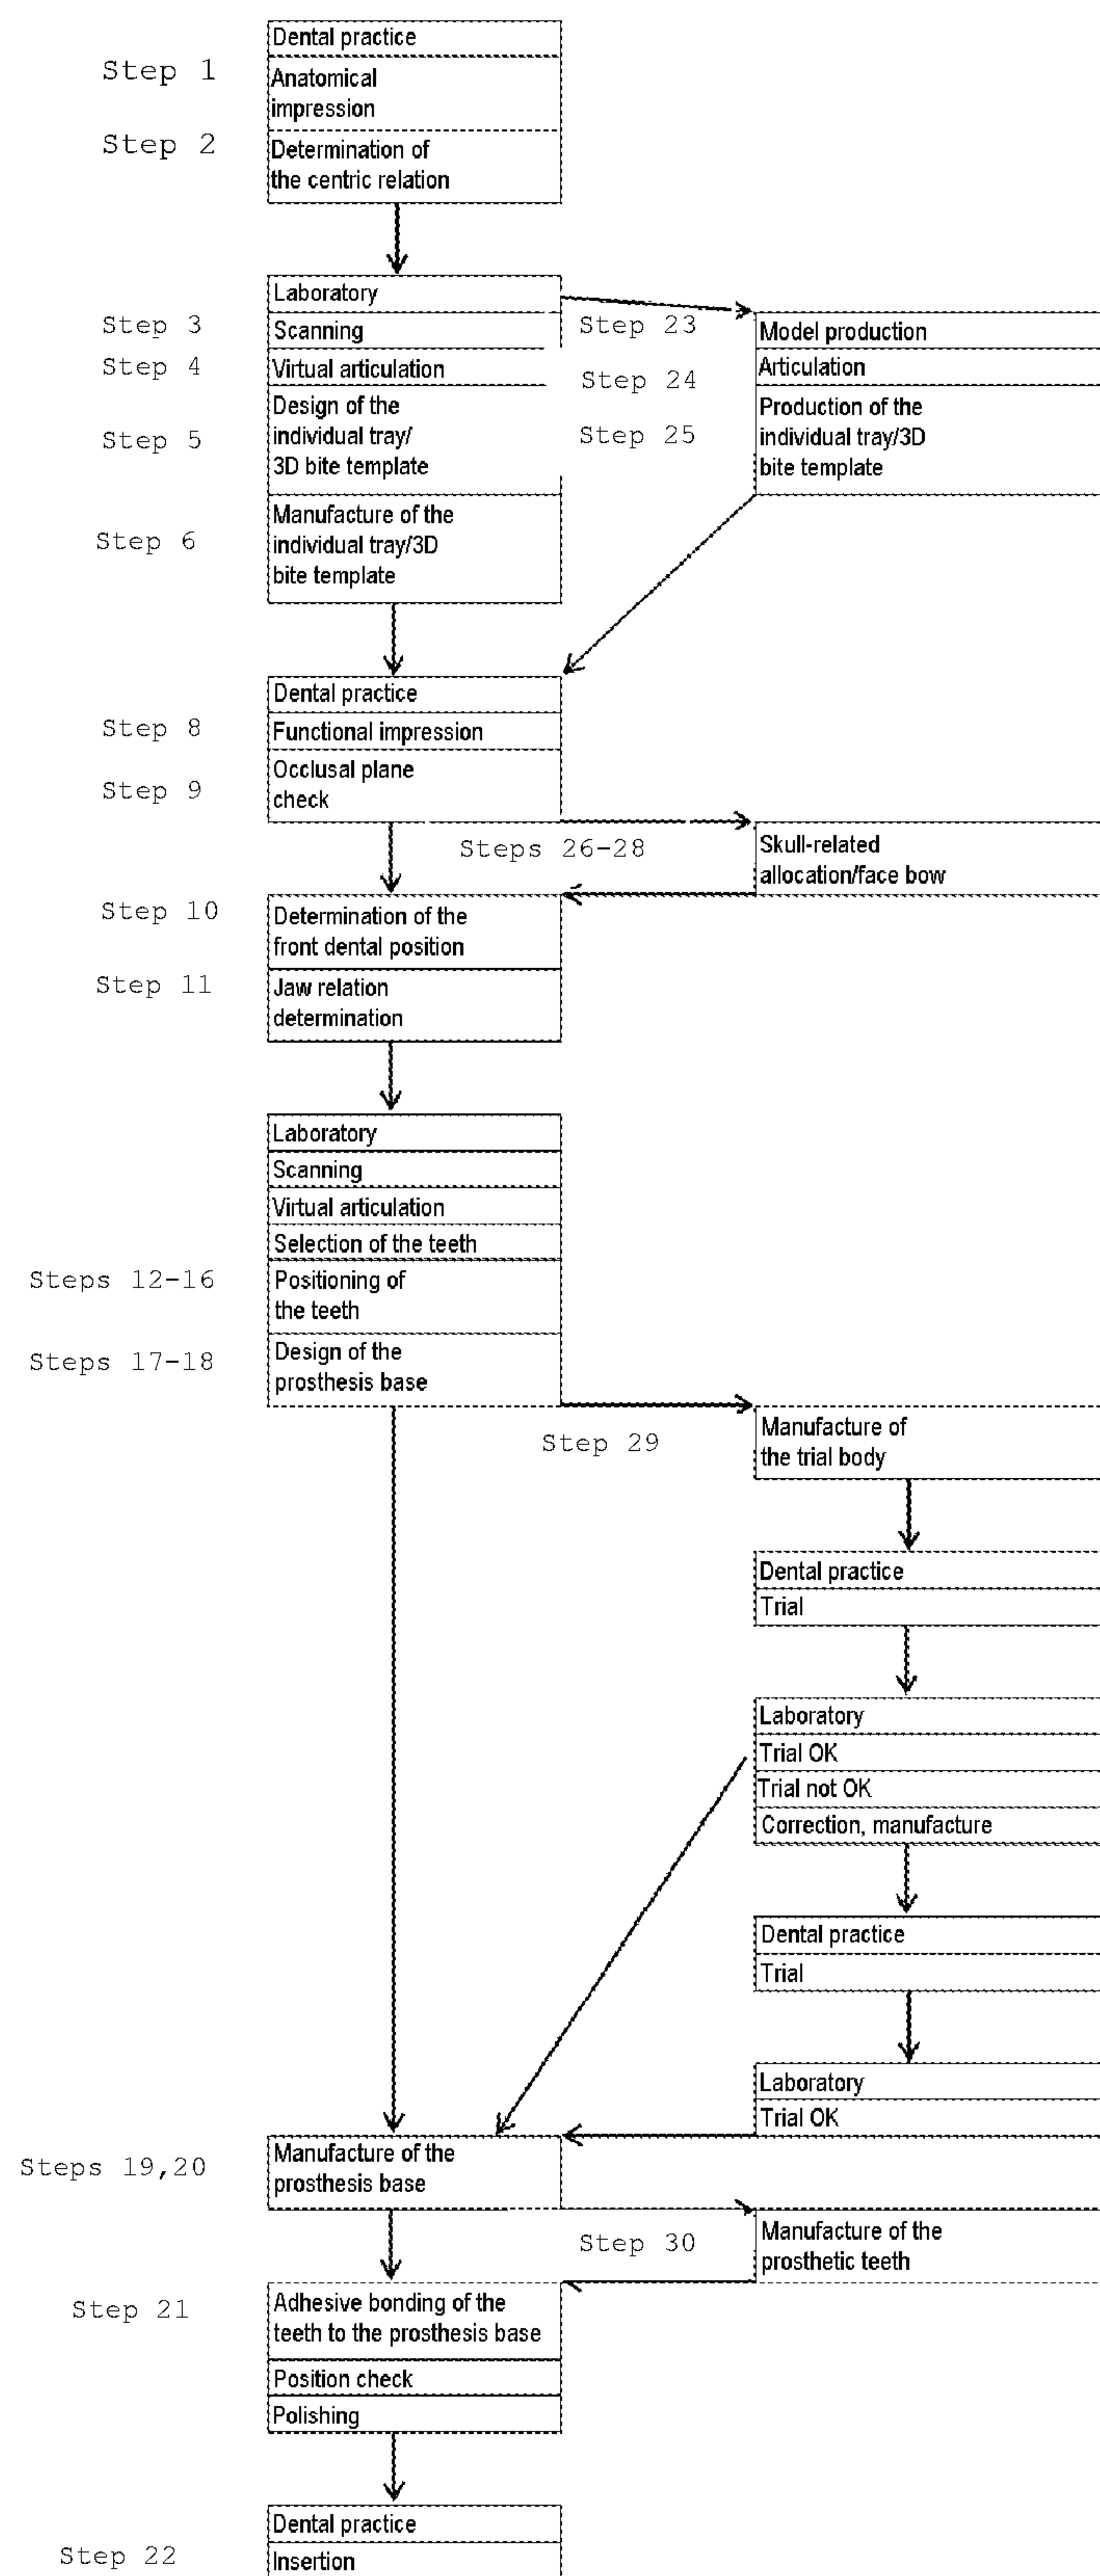 Dental practice
Step 1
Anatomical
impression
Step 2
Determination of
the centric relation
Laboratory
Step 3
Scanning
Step 23
Model production
Step 4
Virtual articulation
Step 24
Articulation
Step 5
Design of the
individual tray/
3D bite template
Step 25
Production of the
individual tray/3D
bite template
Step 6
Manufacture of the
individual tray/3D
bite template
Dental practice
Step 8
Functional impression
Step 9
Occlusal plane
check
Steps 26-28
Skull-related
allocation/face bow
Step 10
Determination of the
front dental position
Step 11
Jaw relation
determination
Laboratory
Scanning
Virtual articulation
Selection of the teeth
Steps 12-16
Positioning of
the teeth
Steps 17-18
Design of the
prosthesis base
Step 29
Manufacture of
the trial body
Dental practice
Trial
Laboratory
Trial OK
Trial not OK
Correction, manufacture
Dental practice
Trial
Laboratory
Trial OK
Steps 19,20
Manufacture of the
prosthesis base
Step 30
Manufacture of the
prosthetic teeth
Step 21
Adhesive bonding of the
teeth to the prosthesis base
Position check
Polishing
Dental practice
Step 22
Insertion